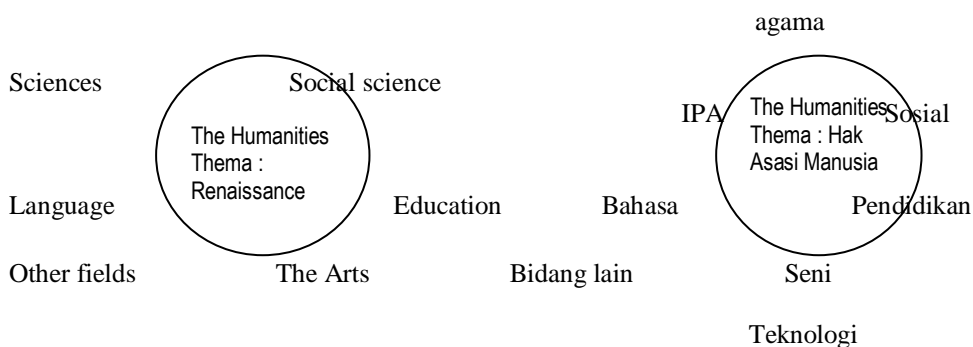 agama
Sciences Social science
The Humanities
Thema :
Renaissance
IPA
The Humanities
Thema : Hak
Asasi Manusia
Sosial
Language Education Bahasa Pendidikan
Other fields The Arts Bidang lain Seni
Teknologi